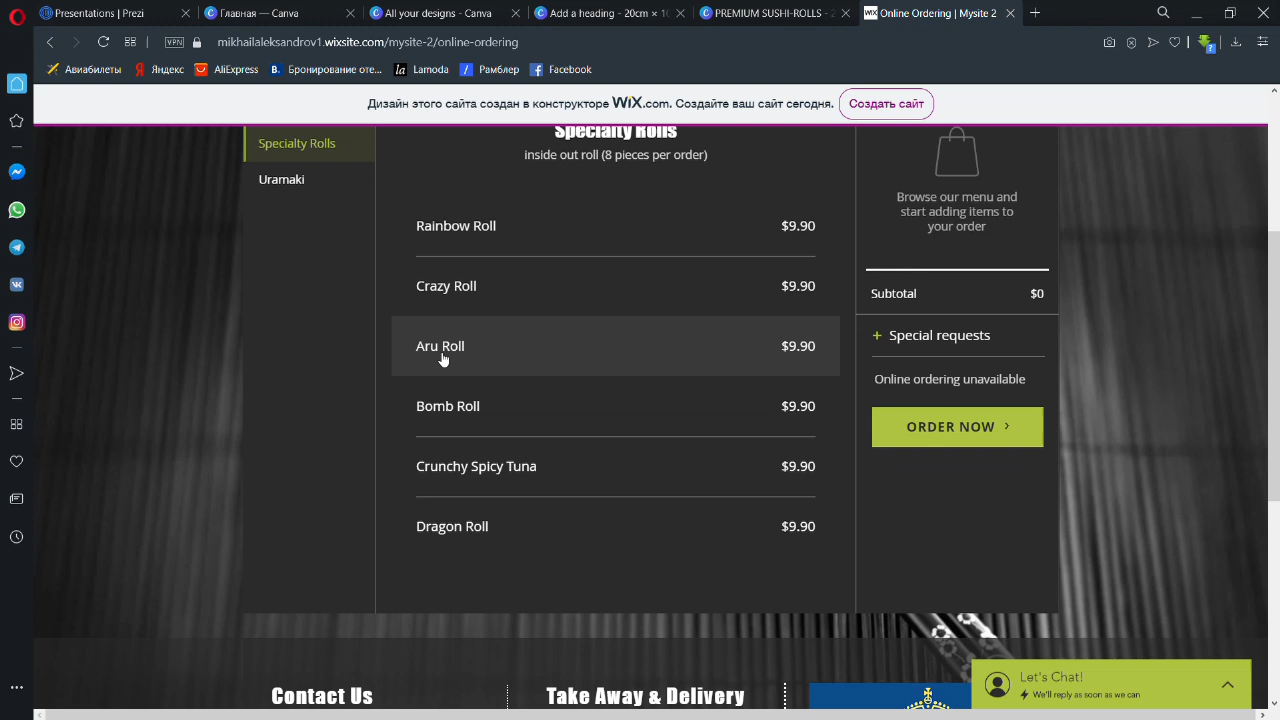 Presentations | Prezi
Главная — Canva
All your designs - Canva
Add a heading - 20cm × 10
PREMIUM SUSHI-ROLLS - 2
WIX Online Ordering | Mysite 2
VPN
mikhailaleksandrov1.wixsite.com/mysite-2/online-ordering
Авиабилеты
Яндекс
AliExpress
Бронирование оте...
Lamoda
Рамблер
Facebook
Дизайн этого сайта создан в конструкторе WiX.com. Создайте ваш сайт сегодня.
Создать сайт
Specialty Rolls
Uramaki
Specialty Rolls
inside out roll (8 pieces per order)
Rainbow Roll $9.90
Crazy Roll $9.90
Aru Roll $9.90
Bomb Roll $9.90
Crunchy Spicy Tuna $9.90
Dragon Roll $9.90
Browse our menu and
start adding items to
your order
Subtotal $0
+ Special requests
Online ordering unavailable
ORDER NOW
Contact Us
Take Away & Delivery
Let's Chat!
We'll reply as soon as we can